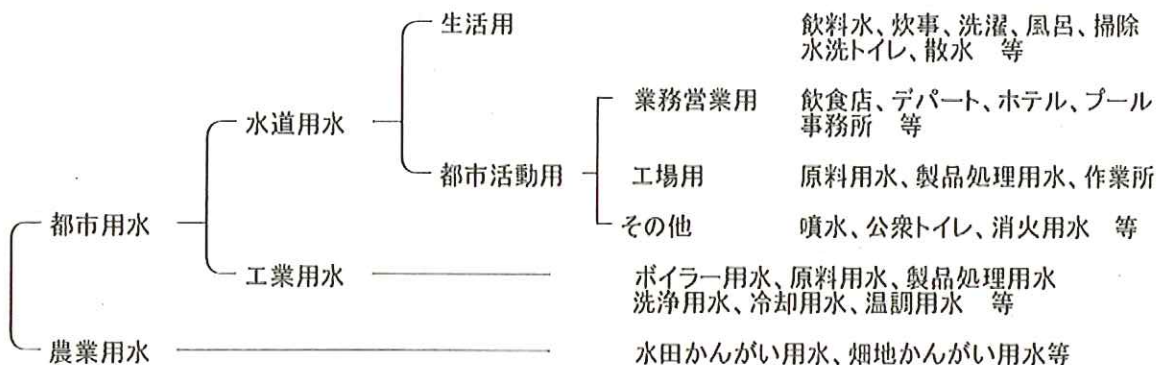 生活用 飲料水、炊事、洗濯、風呂、掃除
水洗トイレ、散水 等
業務営業用 飲食店、デパート、ホテル、プール
事務所 等
水道用水
都市活動用 工場用 原料用水、製品処理用水、作業所
都市用水 その他 噴水、公衆トイレ、消火用水 等
工業用水 ボイラー用水、原料用水、製品処理用水
洗浄用水、冷却用水、温調用水 等
農業用水 水田かんがい用水、畑地かんがい用水等